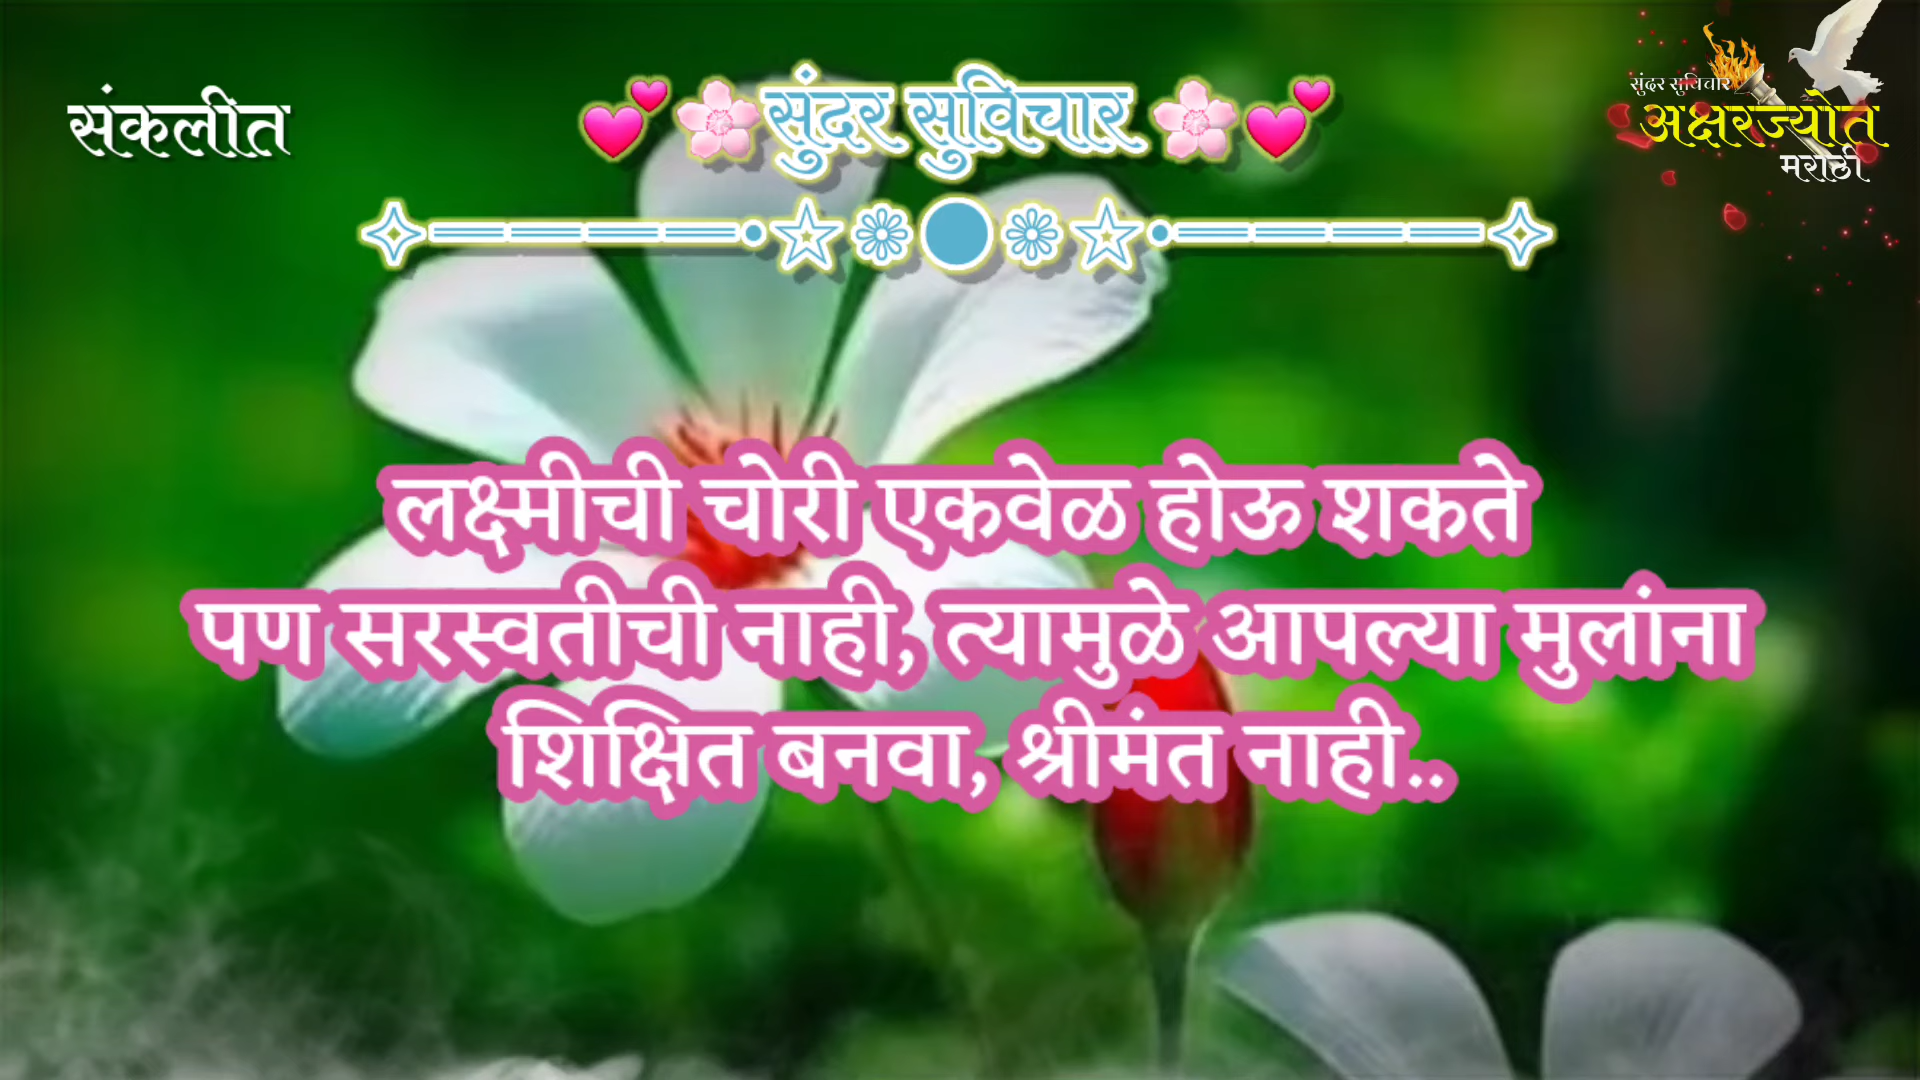 संकलीत
💕🌸सुंदर सुविचार 🌸💕
सुंदर सुविचार
अक्षरज्योत
मराठी
लक्ष्मीची चोरी एकवेळ होऊ शकते
पण सरस्वतीची नाही, त्यामुळे आपल्या मुलांना
शिक्षित बनवा, श्रीमंत नाही..